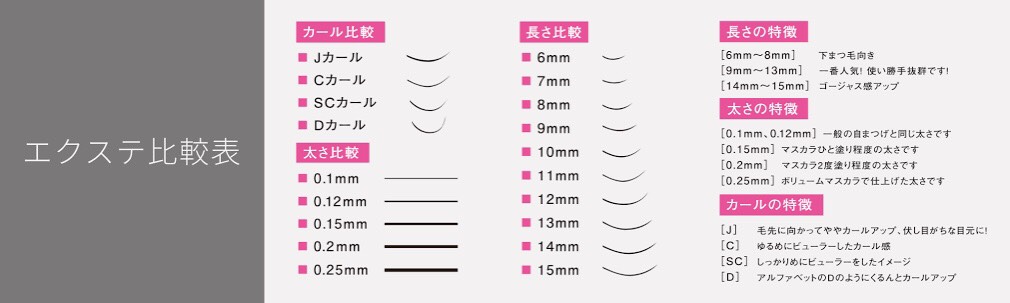 エクステ比較表
カール比較
Jカール
Cカール
SCカール
Dカール
太さ比較
0.1mm
0.12mm
0.15mm
0.2mm
0.25mm
長さ比較
6mm
7mm
8mm
9mm
10mm
11mm
12mm
13mm
14mm
15mm
長さの特徴
[6mm〜8mm] 下まつ毛向き
[9mm〜13mm] 一番人気! 使い勝手抜群です!
[14mm〜15mm] ゴージャス感アップ
太さの特徴
[0.1mm、0.12mm] 一般の自まつげと同じ太さです
[0.15mm] マスカラひと塗り程度の太さです
[0.2mm] マスカラ2度塗り程度の太さです
[0.25mm] ボリュームマスカラで仕上げた太さです
カールの特徴
[J] 毛先に向かってややカールアップ、伏し目がちな目元に!
[C] ゆるめにビューラーしたカール感
[SC] しっかりめにビューラーをしたイメージ
[D] アルファベットのDのようにくるんとカールアップ